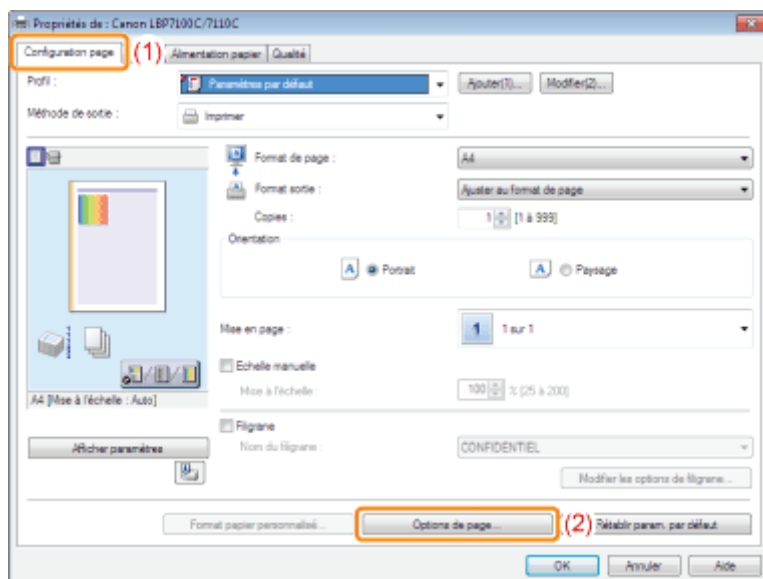 Propriétés de : Canon LBP7100C/7110C
Configuration page (1) Alimentation papier Qualité
Profil : Paramètres par défaut Ajouter(1)... Modifier(2)...
Méthode de sortie : Imprimer
Format de page : A4
Format sortie : Ajuster au format de page
Copies : 1 [1 à 999]
Orientation
A Portrait A Paysage
Mise en page : 1 1 sur 1
Echelle manuelle
Mise à l'échelle : 100 % [25 à 200]
A4 [Mise à l'échelle : Auto]
Filigrane
Afficher paramètres Nom du filigrane : CONFIDENTIEL
Modifier les options de filigrane...
Format papier personnalisé... Options de page... (2) Rétablir param. par défaut
OK Annuler Aide